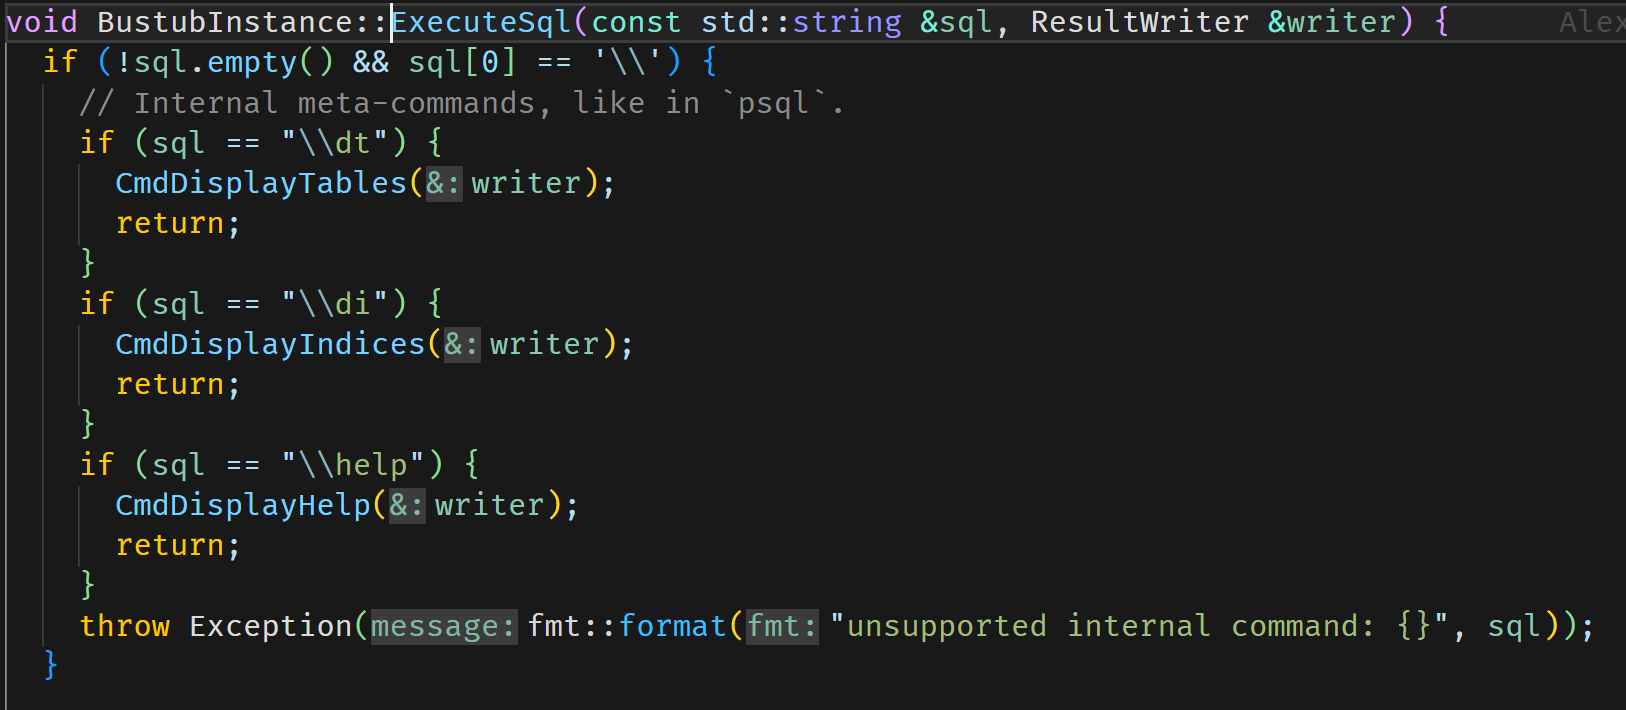 void BustubInstance::ExecuteSql(const std::string &sql, ResultWriter &writer) { Alex
if (!sql.empty() && sql[0] == '\\') {
// Internal meta-commands, like in `psql`.
if (sql == "\\dt") {
CmdDisplayTables(&: writer);
return;
}
if (sql == "\\di") {
CmdDisplayIndices(&: writer);
return;
}
if (sql == "\\help") {
CmdDisplayHelp(&: writer);
return;
}
throw Exception(message: fmt::format(fmt: "unsupported internal command: {}", sql));
}